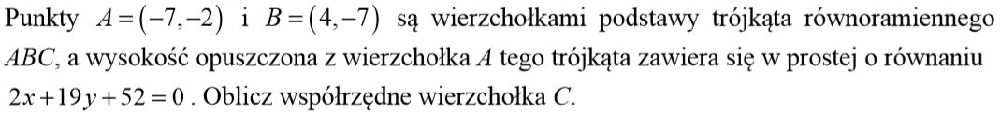 Punkty A=(−7,−2) i B=(4,−7) są wierzchołkami podstawy trójkąta równoramiennego
ABC, a wysokość opuszczona z wierzchołka A tego trójkąta zawiera się w prostej o równaniu
2x+19y+52=0. Oblicz współrzędne wierzchołka C.